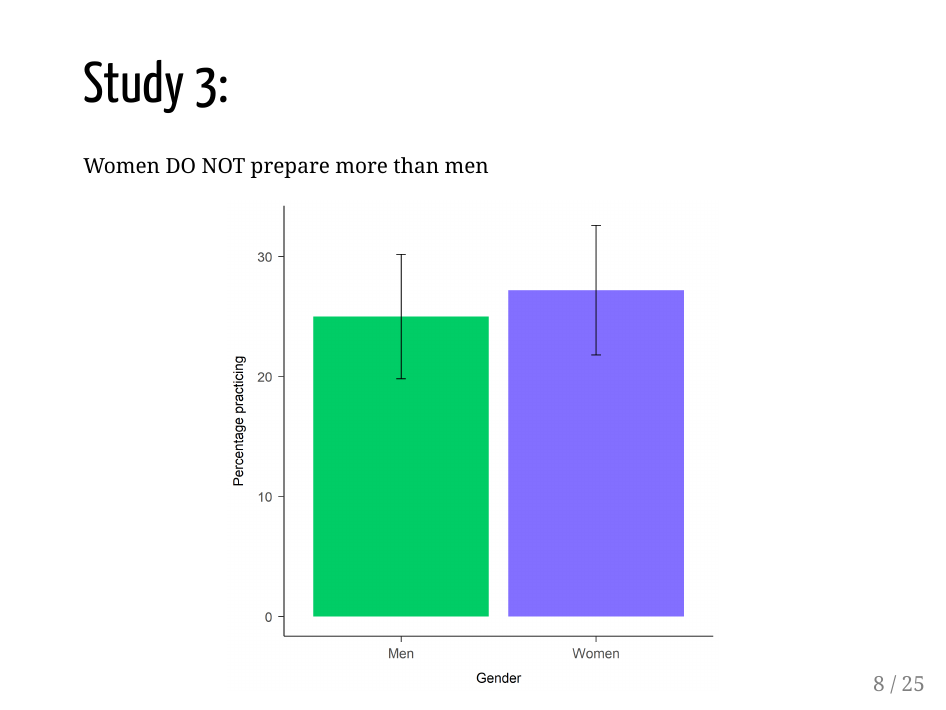 Study 3:
Women DO NOT prepare more than men
30
20
10
0
Percentage practicing
Men Women
Gender
8 / 25